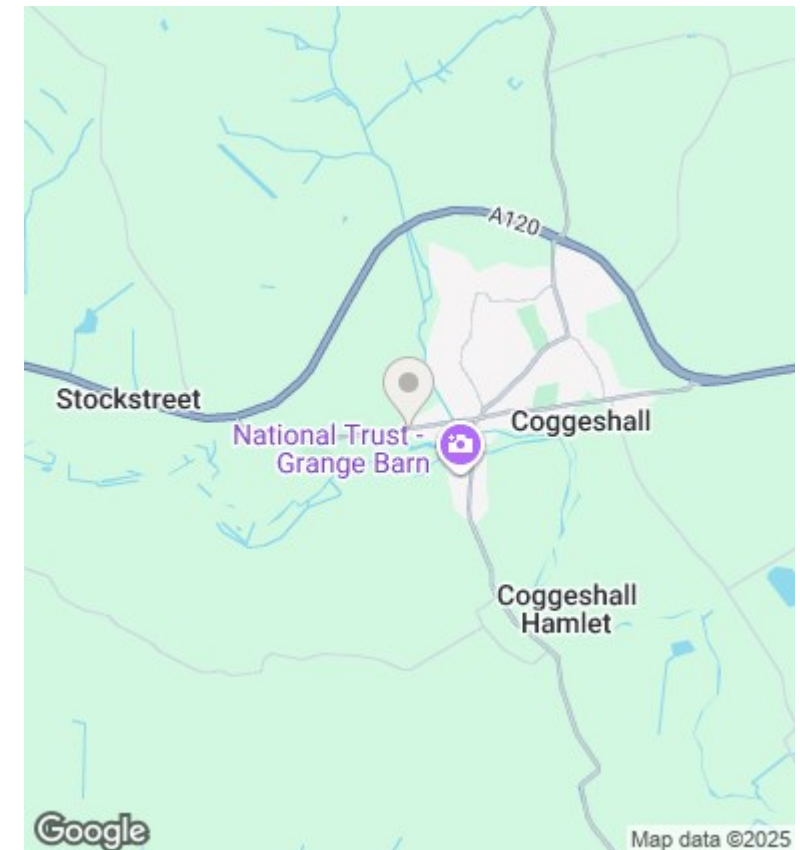 A120
Stockstreet
National Trust -
Grange Barn
Coggeshall
Coggeshall
Hamlet
Google
Map data ©2025